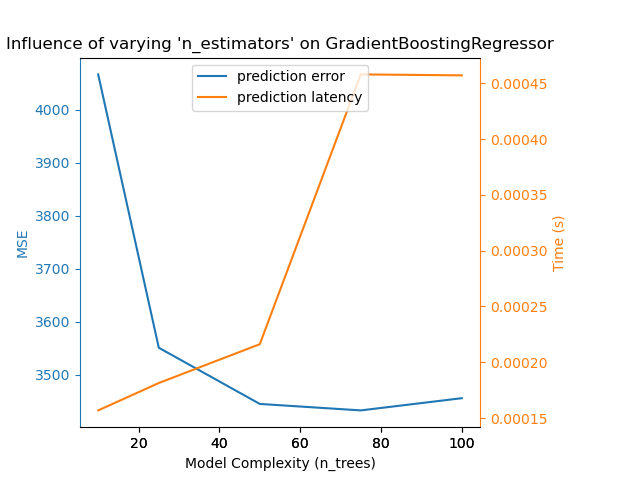 Influence of varying 'n_estimators' on GradientBoostingRegressor
prediction error
prediction latency
MSE
4000
3900
3800
3700
3600
3500
0.00045
0.00040
0.00035
0.00030
0.00025
0.00020
0.00015
Time (s)
20 40 60 80 100
Model Complexity (n_trees)